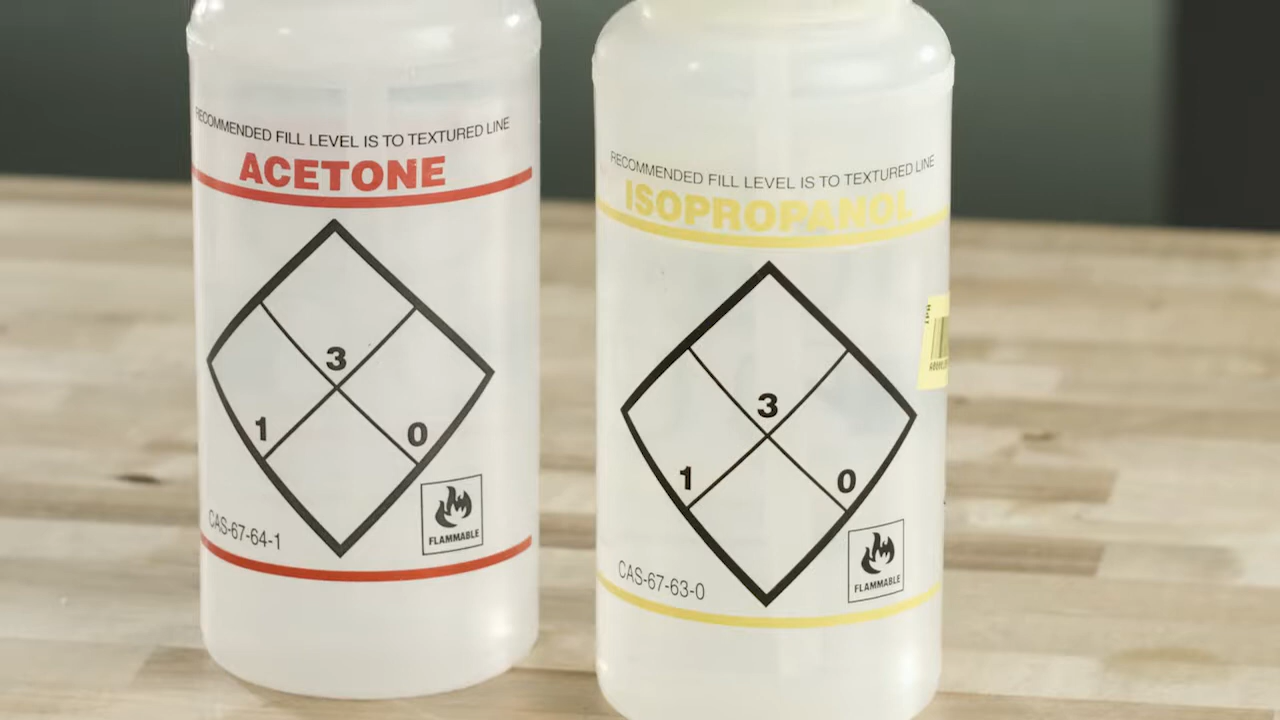 RECOMMENDED FILL LEVEL IS TO TEXTURED LINE
ACETONE
3
1
0
CAS-67-64-1
FLAMMABLE
RECOMMENDED FILL LEVEL IS TO TEXTURED LINE
ISOPROPANOL
3
1
0
CAS-67-63-0
FLAMMABLE
IPA